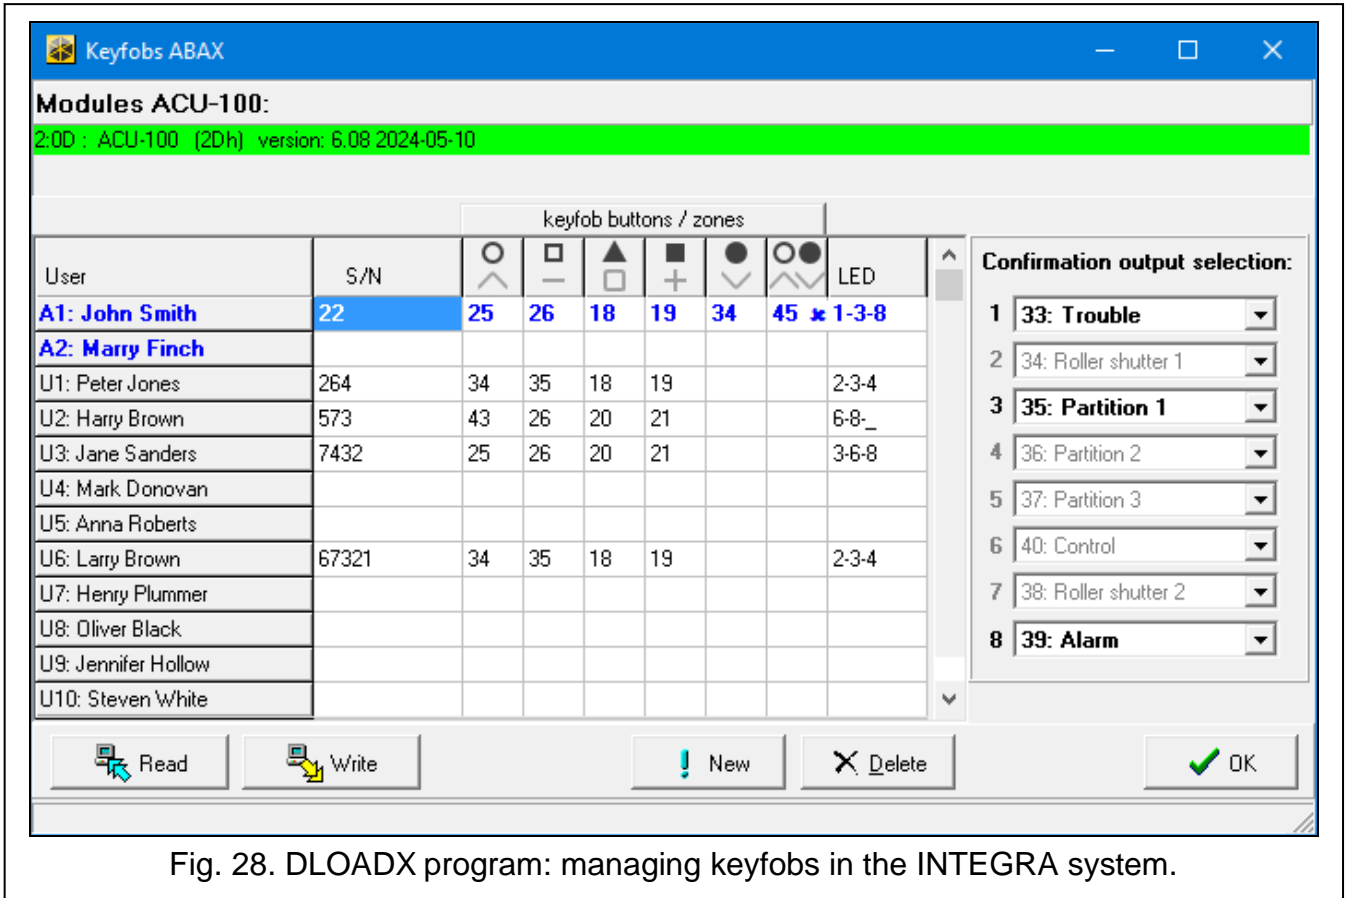 Keyfobs ABAX
Modules ACU-100:
2:0D : ACU-100 (2Dh) version: 6.08 2024-05-10
keyfob buttons / zones
User S/N LED
A1: John Smith 22 25 26 18 19 34 45 1-3-8
A2: Marry Finch
U1: Peter Jones 264 34 35 18 19 2-3-4
U2: Harry Brown 573 43 26 20 21 6-8-_
U3: Jane Sanders 7432 25 26 20 21 3-6-8
U4: Mark Donovan
U5: Anna Roberts
U6: Larry Brown 67321 34 35 18 19 2-3-4
U7: Henry Plummer
U8: Oliver Black
U9: Jennifer Hollow
U10: Steven White
Confirmation output selection:
1 33: Trouble
2 34: Roller shutter 1
3 35: Partition 1
4 36: Partition 2
5 37: Partition 3
6 40: Control
7 38: Roller shutter 2
8 39: Alarm
Read Write New Delete OK
Fig. 28. DLOADX program: managing keyfobs in the INTEGRA system.